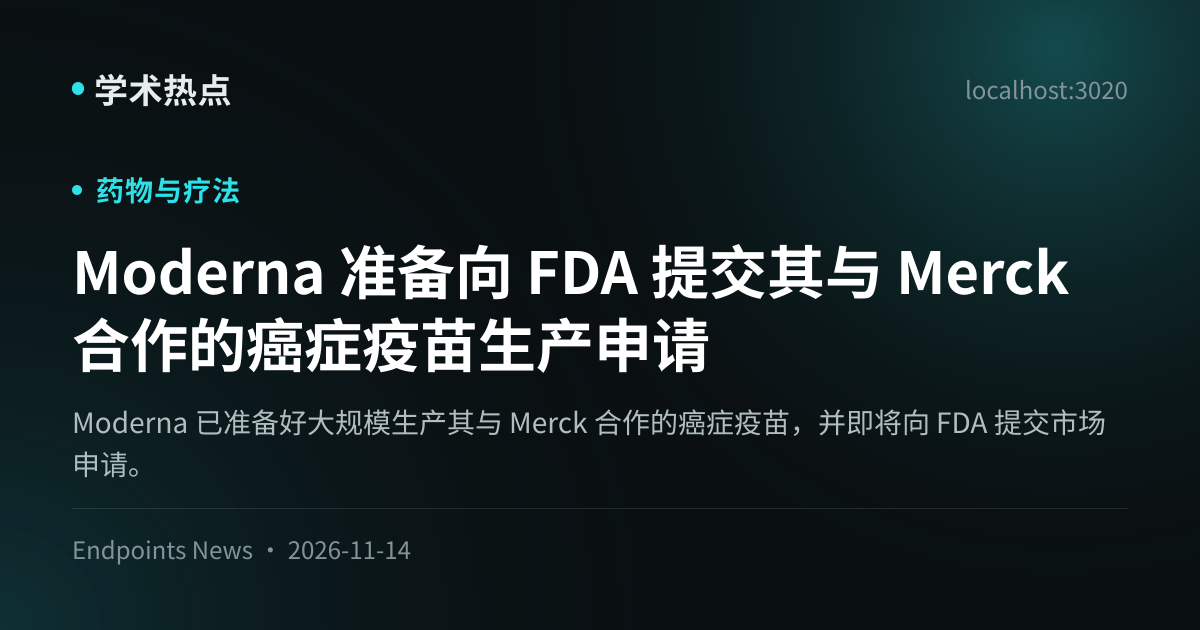 学术热点
localhost:3020
药物与疗法
Moderna 准备向 FDA 提交其与 Merck
合作的癌症疫苗生产申请
Moderna 已准备好大规模生产其与 Merck 合作的癌症疫苗，并即将向 FDA 提交市场
申请。
Endpoints News · 2026-11-14